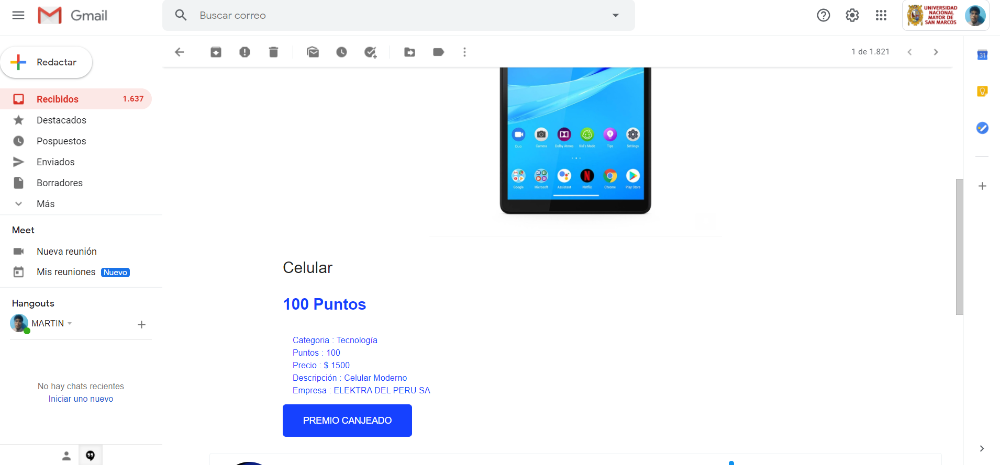 Gmail
Buscar correo
UNIVERSIDAD
NACIONAL
MAYOR DE
SAN MARCOS
Redactar
1 de 1.821
31
Recibidos 1.637
Destacados
Pospuestos
Enviados
Borradores
Más
Meet
Nueva reunión
Mis reuniones Nuevo
Hangouts
MARTIN
No hay chats recientes
Iniciar uno nuevo
Duo Camera Dolby Atmos Kid's Mode Tips Settings
Google Microsoft Assistant Netflix Chrome Play Store
Celular
100 Puntos
Categoria : Tecnología
Puntos : 100
Precio : $ 1500
Descripción : Celular Moderno
Empresa : ELEKTRA DEL PERU SA
PREMIO CANJEADO